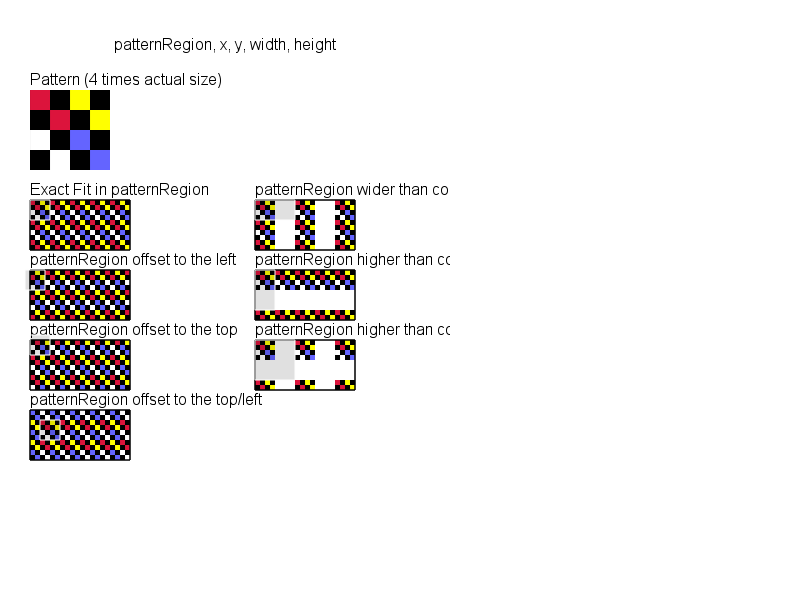 patternRegion, x, y, width, height
Pattern (4 times actual size)
Exact Fit in patternRegion
patternRegion wider than co
patternRegion offset to the left
patternRegion higher than co
patternRegion offset to the top
patternRegion higher than co
patternRegion offset to the top/left